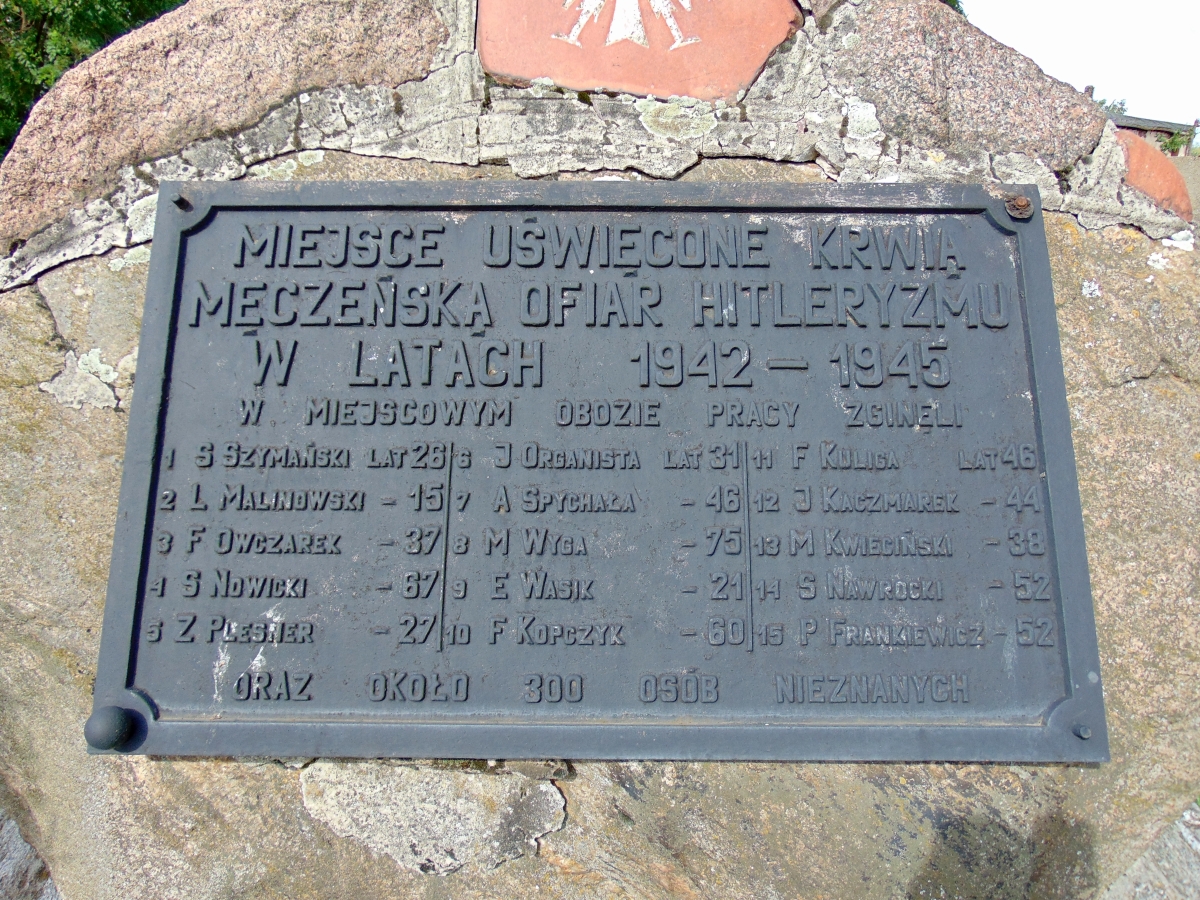 MIEJSCE UŚWIĘCONE KRWIĄ
MĘCZEŃSKĄ OFIAR HITLERYZMU
W LATACH 1942 — 1945
W MIEJSCOWYM OBOZIE PRACY ZGINĘLI
1 S SZYMAŃSKI LAT 26 6 J ORGANISTA LAT 31 11 F KULIGA LAT 46
2 L MALINOWSKI - 15 7 A SPYCHAŁA - 46 12 J KACZMAREK - 44
3 F OWCZAREK - 37 8 M WYGA - 75 13 M KWIECIŃSKI - 38
4 S NOWICKI - 67 9 E WASIK - 21 14 S NAWROCKI - 52
5 Z PLESNER - 27 10 F KOPCZYK - 60 15 P FRANKIEWICZ - 52
ORAZ OKOŁO 300 OSÓB NIEZNANYCH